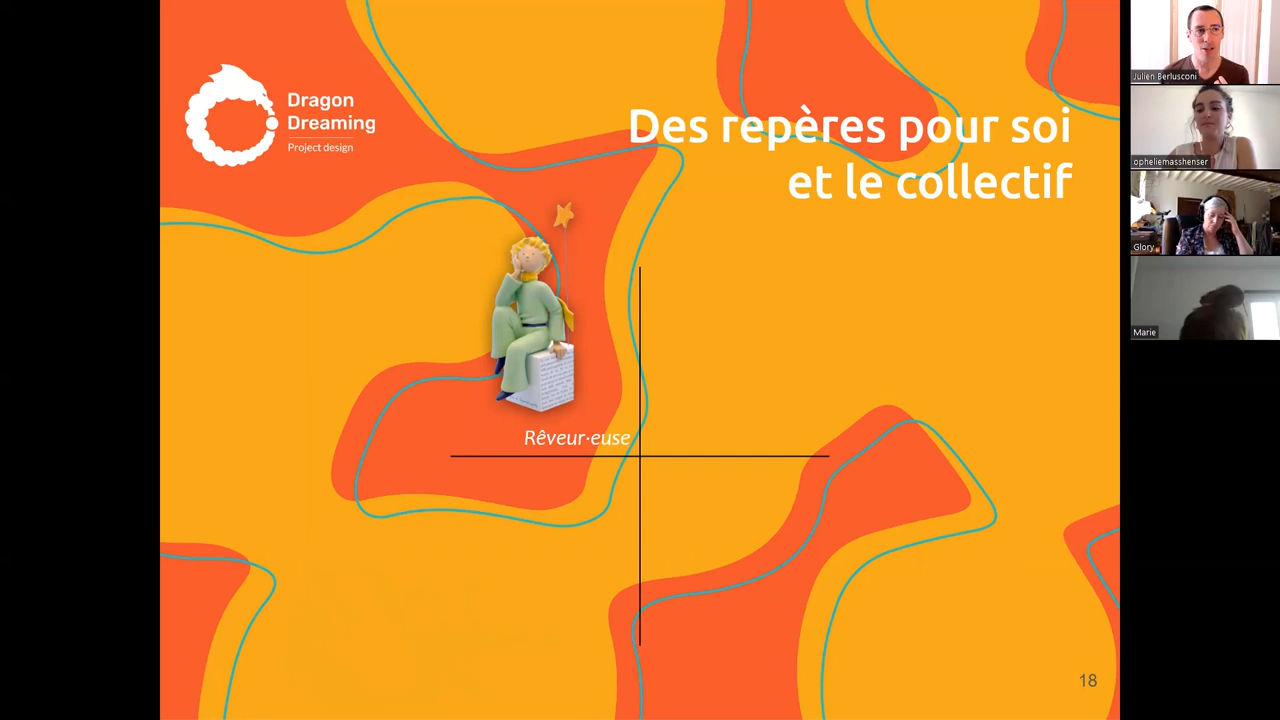 Dragon
Dreaming
Project design
Des repères pour soi
et le collectif
Rêveur·euse
18
Julien Berlusconi
opheliemasshenser
Glory
Marie